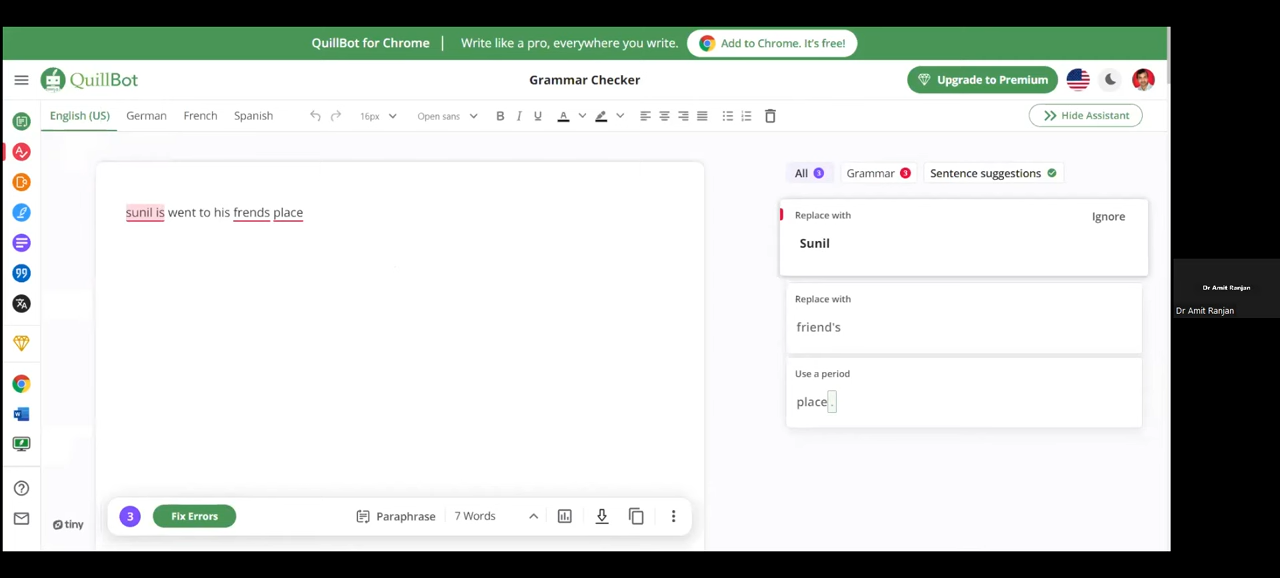 QuillBot for Chrome | Write like a pro, everywhere you write. Add to Chrome. It's free!
QuillBot Grammar Checker Upgrade to Premium
English (US) German French Spanish 16px Open sans B I U A Hide Assistant
All 3 Grammar 3 Sentence suggestions
sunil is went to his frends place
Replace with Ignore
Sunil
Replace with
friend's
Use a period
place.
Dr Amit Ranjan
Dr Amit Ranjan
3 Fix Errors Paraphrase 7 Words
tiny